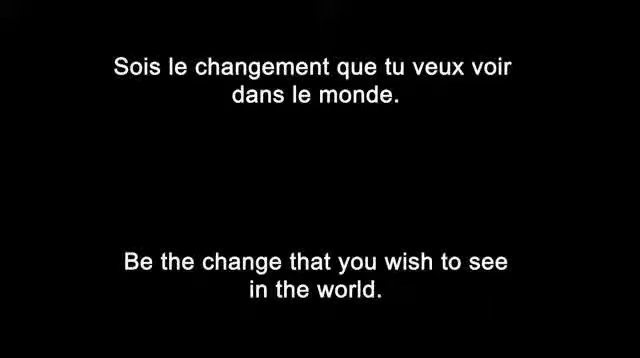 Sois le changement que tu veux voir
dans le monde.
Be the change that you wish to see
in the world.